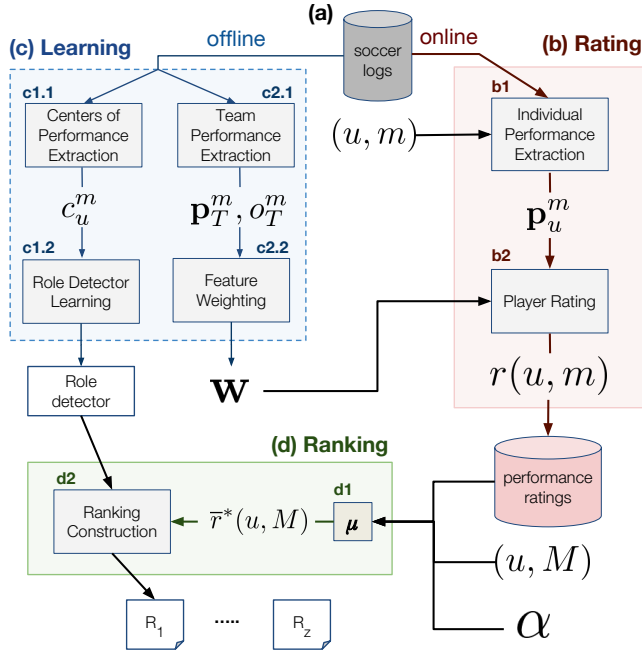 (a)
(c) Learning
offline
soccer
logs
online
(b) Rating
c1.1
c2.1
b1
Centers of
Performance
Extraction
Team
Performance
Extraction
Individual
Performance
Extraction
(u, m)
c_u^m
p_T^m, o_T^m
p_u^m
c1.2
c2.2
b2
Role Detector
Learning
Feature
Weighting
Player Rating
Role
detector
w
r(u, m)
(d) Ranking
d2
d1
performance
ratings
Ranking
Construction
r̅*(u, M)
μ
(u, M)
R_1
.....
R_z
α